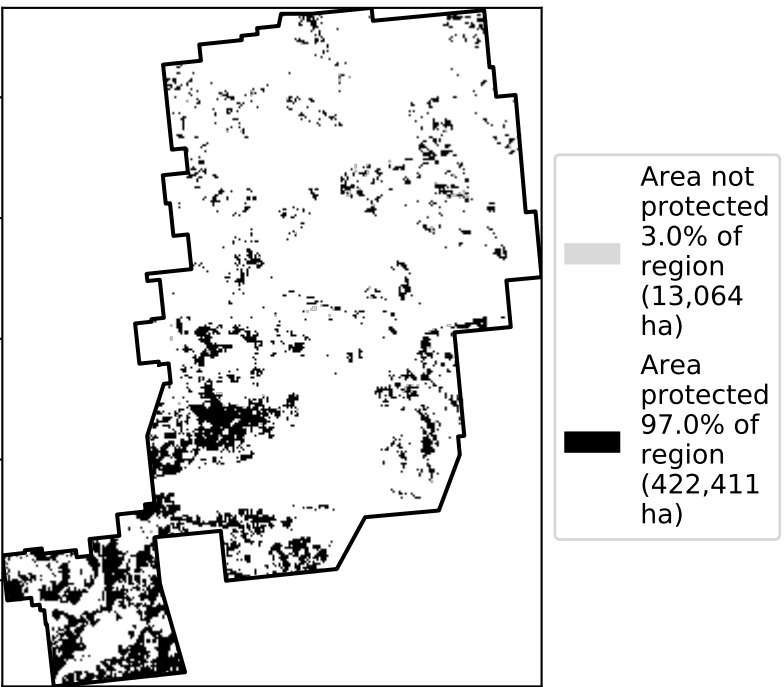 Area not
protected
3.0% of
region
(13,064
ha)
Area
protected
97.0% of
region
(422,411
ha)